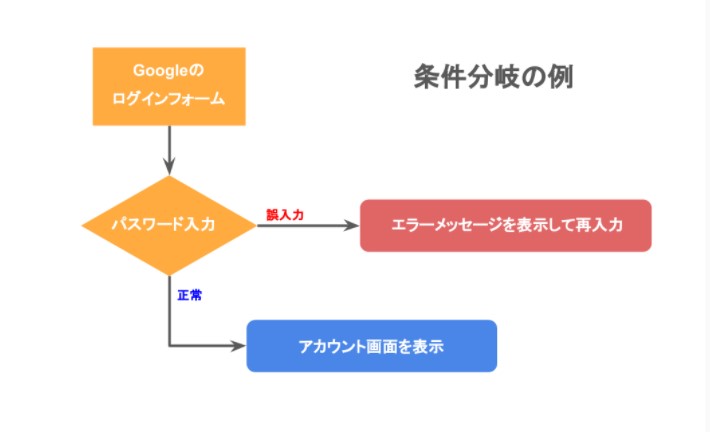 条件分岐の例
Googleの
ログインフォーム
パスワード入力
誤入力
エラーメッセージを表示して再入力
正常
アカウント画面を表示